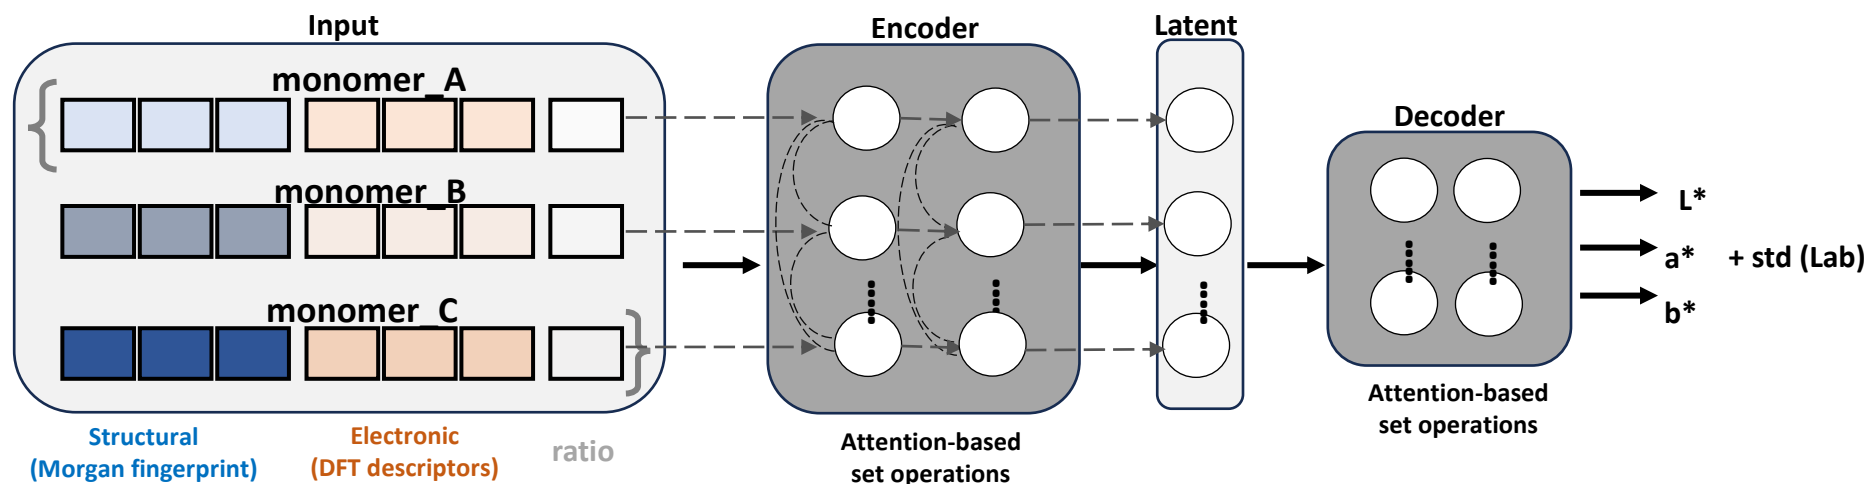 Input
Encoder
Latent
Decoder
monomer_A
monomer_B
monomer_C
L*
a*
+ std (Lab)
b*
Structural
(Morgan fingerprint)
Electronic
(DFT descriptors)
ratio
Attention-based
set operations
Attention-based
set operations